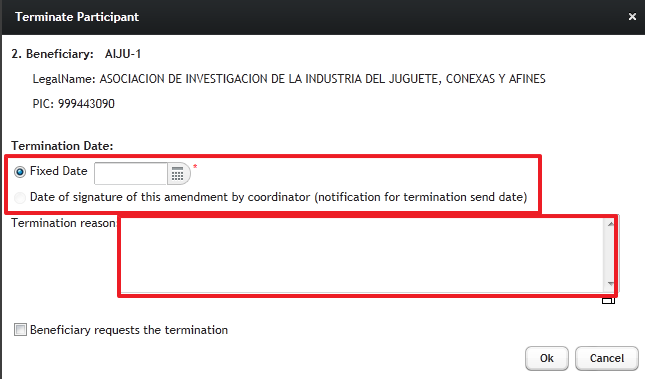 Terminate Participant ×
2. Beneficiary: AIJU-1
LegalName: ASOCIACION DE INVESTIGACION DE LA INDUSTRIA DEL JUGUETE, CONEXAS Y AFINES
PIC: 999443090
Termination Date:
Fixed Date *
Date of signature of this amendment by coordinator (notification for termination send date)
Termination reason:
Beneficiary requests the termination
Ok Cancel